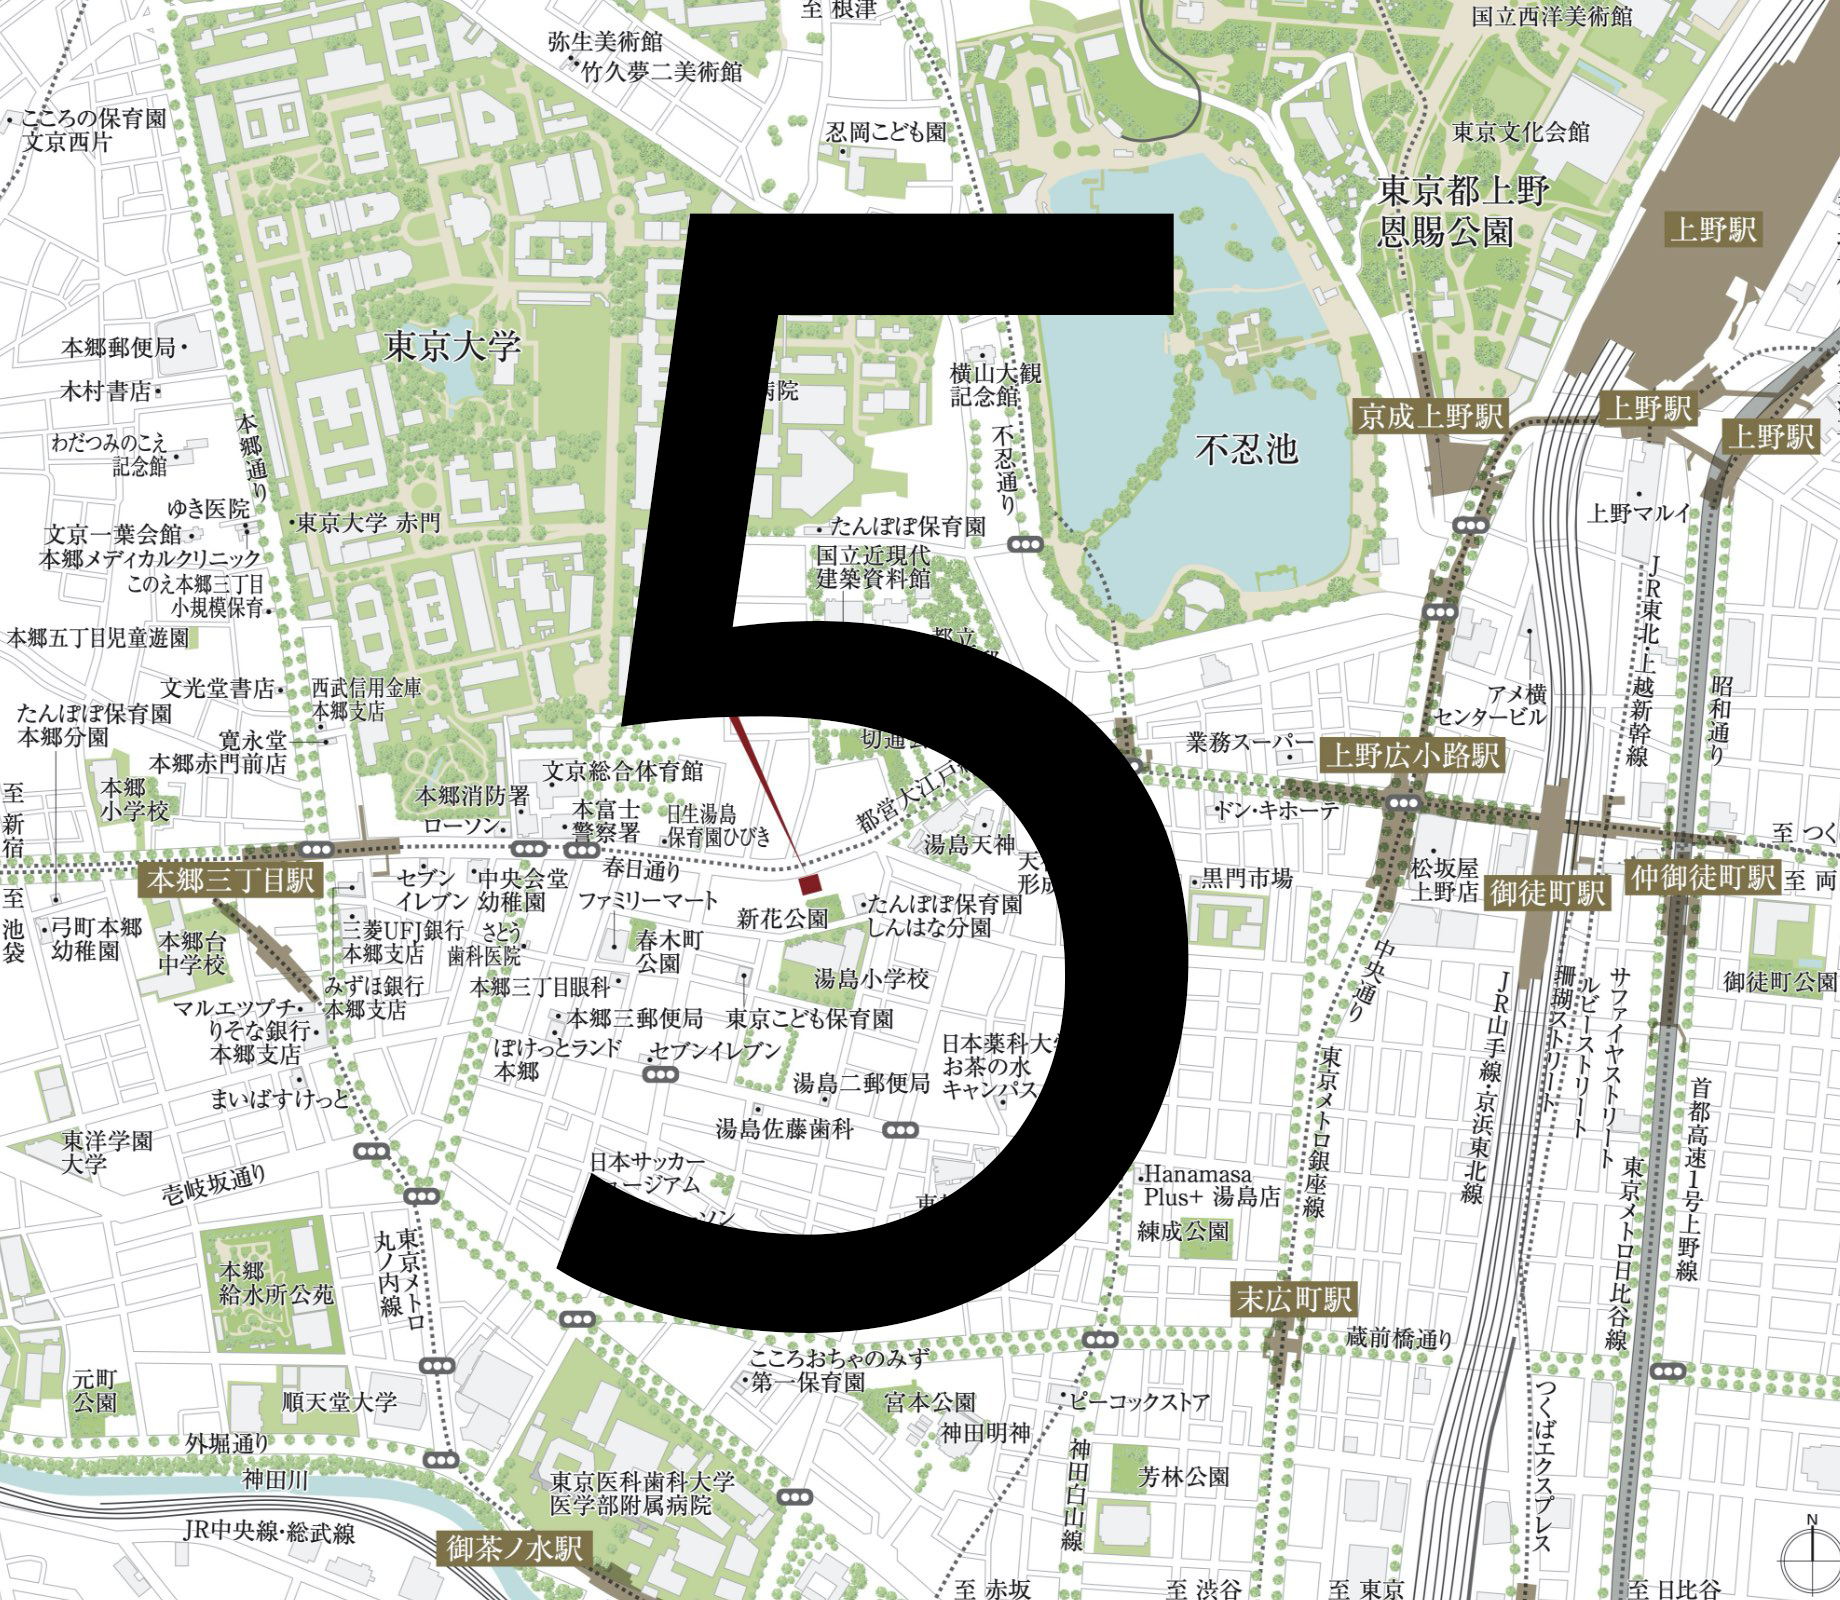 至 根津
国立西洋美術館
弥生美術館
竹久夢二美術館
こころの保育園
文京西片
忍岡こども園
東京文化会館
東京都上野
恩賜公園
上野駅
東京大学
本郷郵便局
木村書店
わだつみのこえ
記念館
本郷通り
病院
横山大観
記念館
不忍通り
不忍池
京成上野駅
上野駅
上野駅
ゆき医院
文京一葉会館
本郷メディカルクリニック
このえ本郷三丁目
小規模保育
東京大学 赤門
たんぽぽ保育園
国立近現代
建築資料館
上野マルイ
本郷五丁目児童遊園
都立
JR東北・上越新幹線
昭和通り
文光堂書店
西武信用金庫
本郷支店
たんぽぽ保育園
本郷分園
寛永堂
本郷赤門前店
アメ横
センタービル
業務スーパー
上野広小路駅
至 新宿
本郷
小学校
文京総合体育館
本郷消防署
ローソン
本富士
警察署
日生湯島
保育園ひびき
都営大江戸線
湯島天神
ドン・キホーテ
至 つく
本郷三丁目駅
春日通り
セブン
イレブン
中央会堂
幼稚園
ファミリーマート
新花公園
たんぽぽ保育園
しんはな分園
黒門市場
松坂屋
上野店
御徒町駅
仲御徒町駅
至 両
至 池袋
弓町本郷
幼稚園
本郷台
中学校
三菱UFJ銀行
本郷支店
さとう
歯科医院
春木町
公園
湯島小学校
中央通り
御徒町公園
みずほ銀行
本郷支店
本郷三丁目眼科
マルエツプチ
りそな銀行
本郷支店
本郷三郵便局
東京こども保育園
ぽけっとランド
本郷
セブンイレブン
日本薬科大学
お茶の水
キャンパス
湯島二郵便局
まいばすけっと
湯島佐藤歯科
東洋学園
大学
壱岐坂通り
日本サッカー
ュージアム
Hanamasa
Plus+ 湯島店
練成公園
東京メトロ銀座線
JR山手線・京浜東北線
珊瑚ストリート
ルビーストリート
サファイヤストリート
東京メトロ日比谷線
首都高速1号上野線
本郷
給水所公苑
東京メトロ
丸ノ内線
末広町駅
蔵前橋通り
元町
公園
順天堂大学
こころおちゃのみず
第一保育園
宮本公園
神田明神
ピーコックストア
つくばエクスプレス
外堀通り
神田川
東京医科歯科大学
医学部附属病院
神田白山線
芳林公園
JR中央線・総武線
御茶ノ水駅
至 赤坂
至 渋谷
至 東京
至 日比谷
N
5